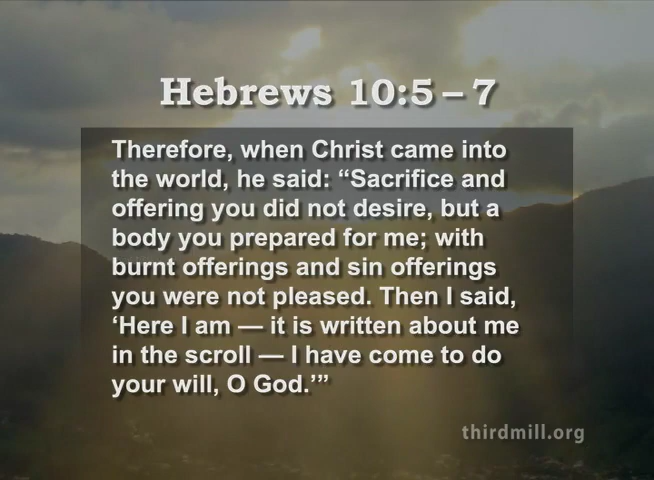 Hebrews 10:5 – 7
Therefore, when Christ came into
the world, he said: “Sacrifice and
offering you did not desire, but a
body you prepared for me; with
burnt offerings and sin offerings
you were not pleased. Then I said,
‘Here I am — it is written about me
in the scroll — I have come to do
your will, O God.’”
thirdmill.org